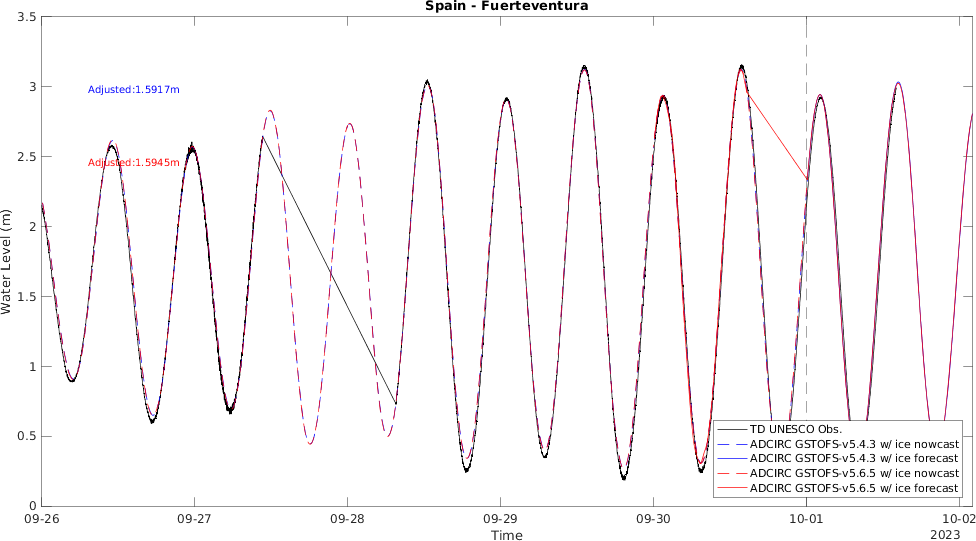 Spain - Fuerteventura
3.5
3
2.5
2
1.5
1
0.5
0
Water Level (m)
Adjusted:1.5917m
Adjusted:1.5945m
TD UNESCO Obs.
ADCIRC GSTOFS-v5.4.3 w/ ice nowcast
ADCIRC GSTOFS-v5.4.3 w/ ice forecast
ADCIRC GSTOFS-v5.6.5 w/ ice nowcast
ADCIRC GSTOFS-v5.6.5 w/ ice forecast
09-26 09-27 09-28 09-29 09-30 10-01 10-02
Time
2023